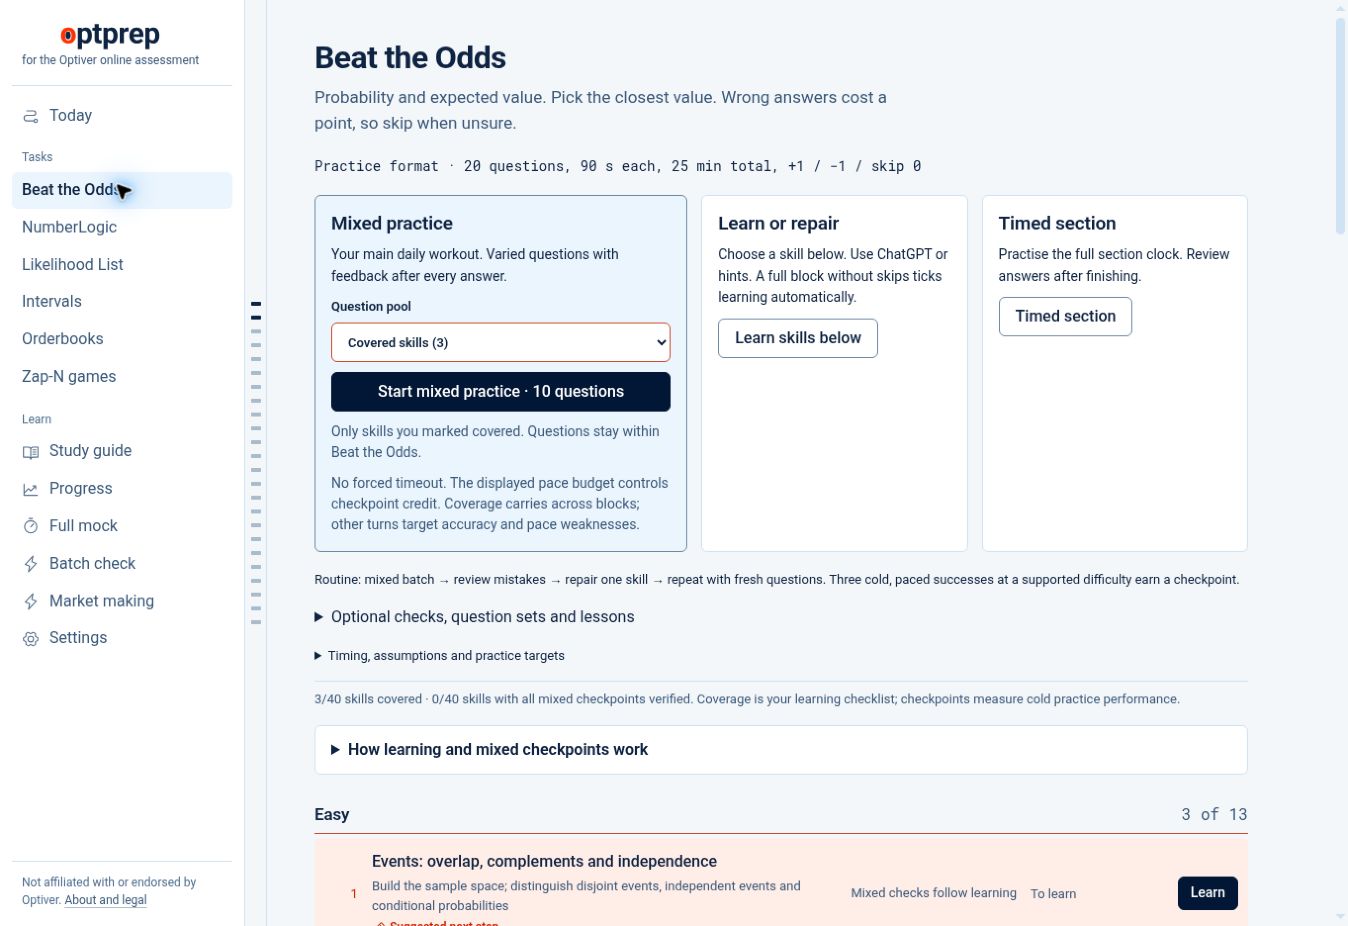 optprep
for the Optiver online assessment
Today
Tasks
Beat the Odds
NumberLogic
Likelihood List
Intervals
Orderbooks
Zap-N games
Learn
Study guide
Progress
Full mock
Batch check
Market making
Settings
Not affiliated with or endorsed by
Optiver. About and legal
Beat the Odds
Probability and expected value. Pick the closest value. Wrong answers cost a
point, so skip when unsure.
Practice format · 20 questions, 90 s each, 25 min total, +1 / -1 / skip 0
Mixed practice
Your main daily workout. Varied questions with
feedback after every answer.
Question pool
Covered skills (3)
Start mixed practice · 10 questions
Only skills you marked covered. Questions stay within
Beat the Odds.
No forced timeout. The displayed pace budget controls
checkpoint credit. Coverage carries across blocks;
other turns target accuracy and pace weaknesses.
Learn or repair
Choose a skill below. Use ChatGPT or
hints. A full block without skips ticks
learning automatically.
Learn skills below
Timed section
Practise the full section clock. Review
answers after finishing.
Timed section
Routine: mixed batch → review mistakes → repair one skill → repeat with fresh questions. Three cold, paced successes at a supported difficulty earn a checkpoint.
Optional checks, question sets and lessons
Timing, assumptions and practice targets
3/40 skills covered · 0/40 skills with all mixed checkpoints verified. Coverage is your learning checklist; checkpoints measure cold practice performance.
How learning and mixed checkpoints work
Easy
3 of 13
1
Events: overlap, complements and independence
Build the sample space; distinguish disjoint events, independent events and
conditional probabilities
Suggested next step
Mixed checks follow learning
To learn
Learn